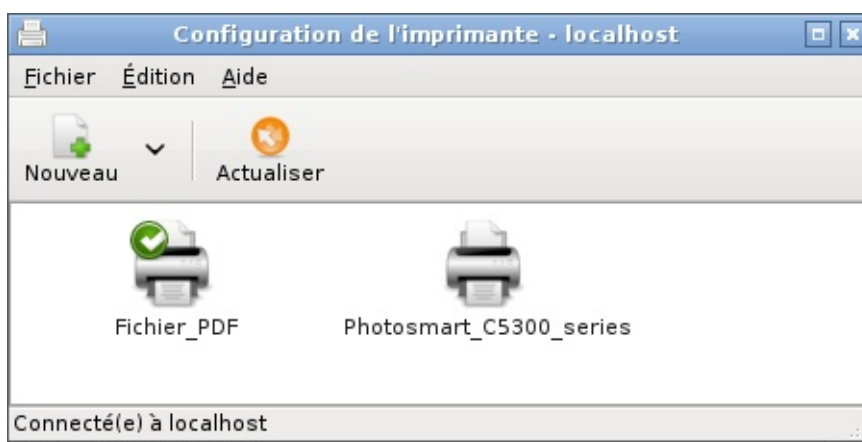 Configuration de l'imprimante - localhost
Fichier Édition Aide
Nouveau Actualiser
Fichier_PDF Photosmart_C5300_series
Connecté(e) à localhost